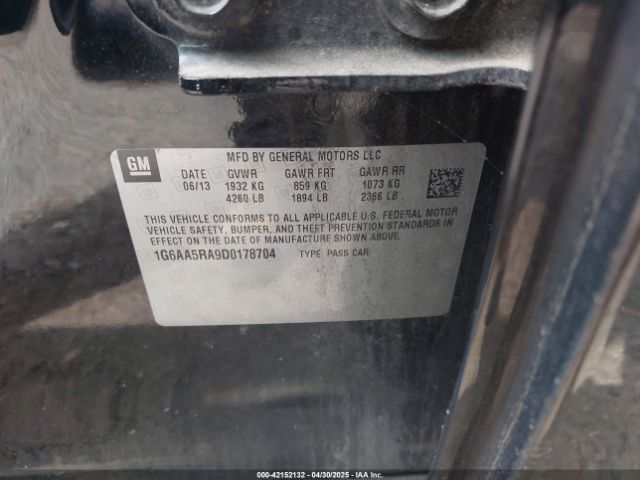 GM
MFD BY GENERAL MOTORS LLC
DATE GVWR GAWR FRT GAWR RR
06/13 1932 KG 859 KG 1073 KG
4260 LB 1894 LB 2366 LB
THIS VEHICLE CONFORMS TO ALL APPLICABLE U.S. FEDERAL MOTOR
VEHICLE SAFETY, BUMPER, AND THEFT PREVENTION STANDARDS
IN EFFECT ON THE DATE OF MANUFACTURE SHOWN ABOVE.
1G6AA5RA9D0178704 TYPE: PASS CAR
000-42152132 - 04/30/2025 - IAA Inc.